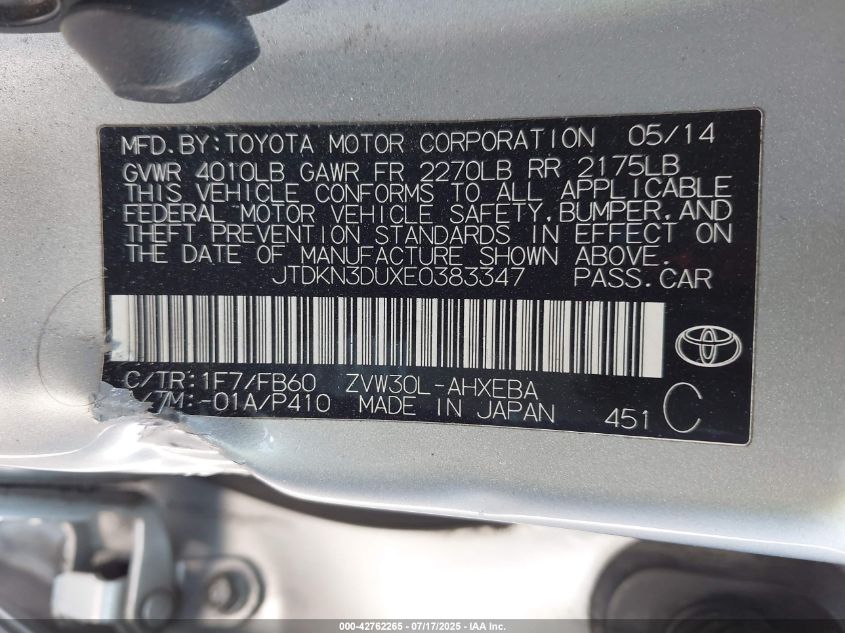 MFD.BY:TOYOTA MOTOR CORPORATION 05/14
GVWR 4010LB GAWR FR 2270LB RR 2175LB
THIS VEHICLE CONFORMS TO ALL APPLICABLE
FEDERAL MOTOR VEHICLE SAFETY,BUMPER,AND
THEFT PREVENTION STANDARDS IN EFFECT ON
THE DATE OF MANUFACTURE SHOWN ABOVE.
JTDKN3DUXE0383347 PASS.CAR
C/TR:1F7/FB60 ZVW30L-AHXEBA
/TM:-01A/P410 MADE IN JAPAN 451 C
000-42762265 - 07/17/2025 - IAA Inc.